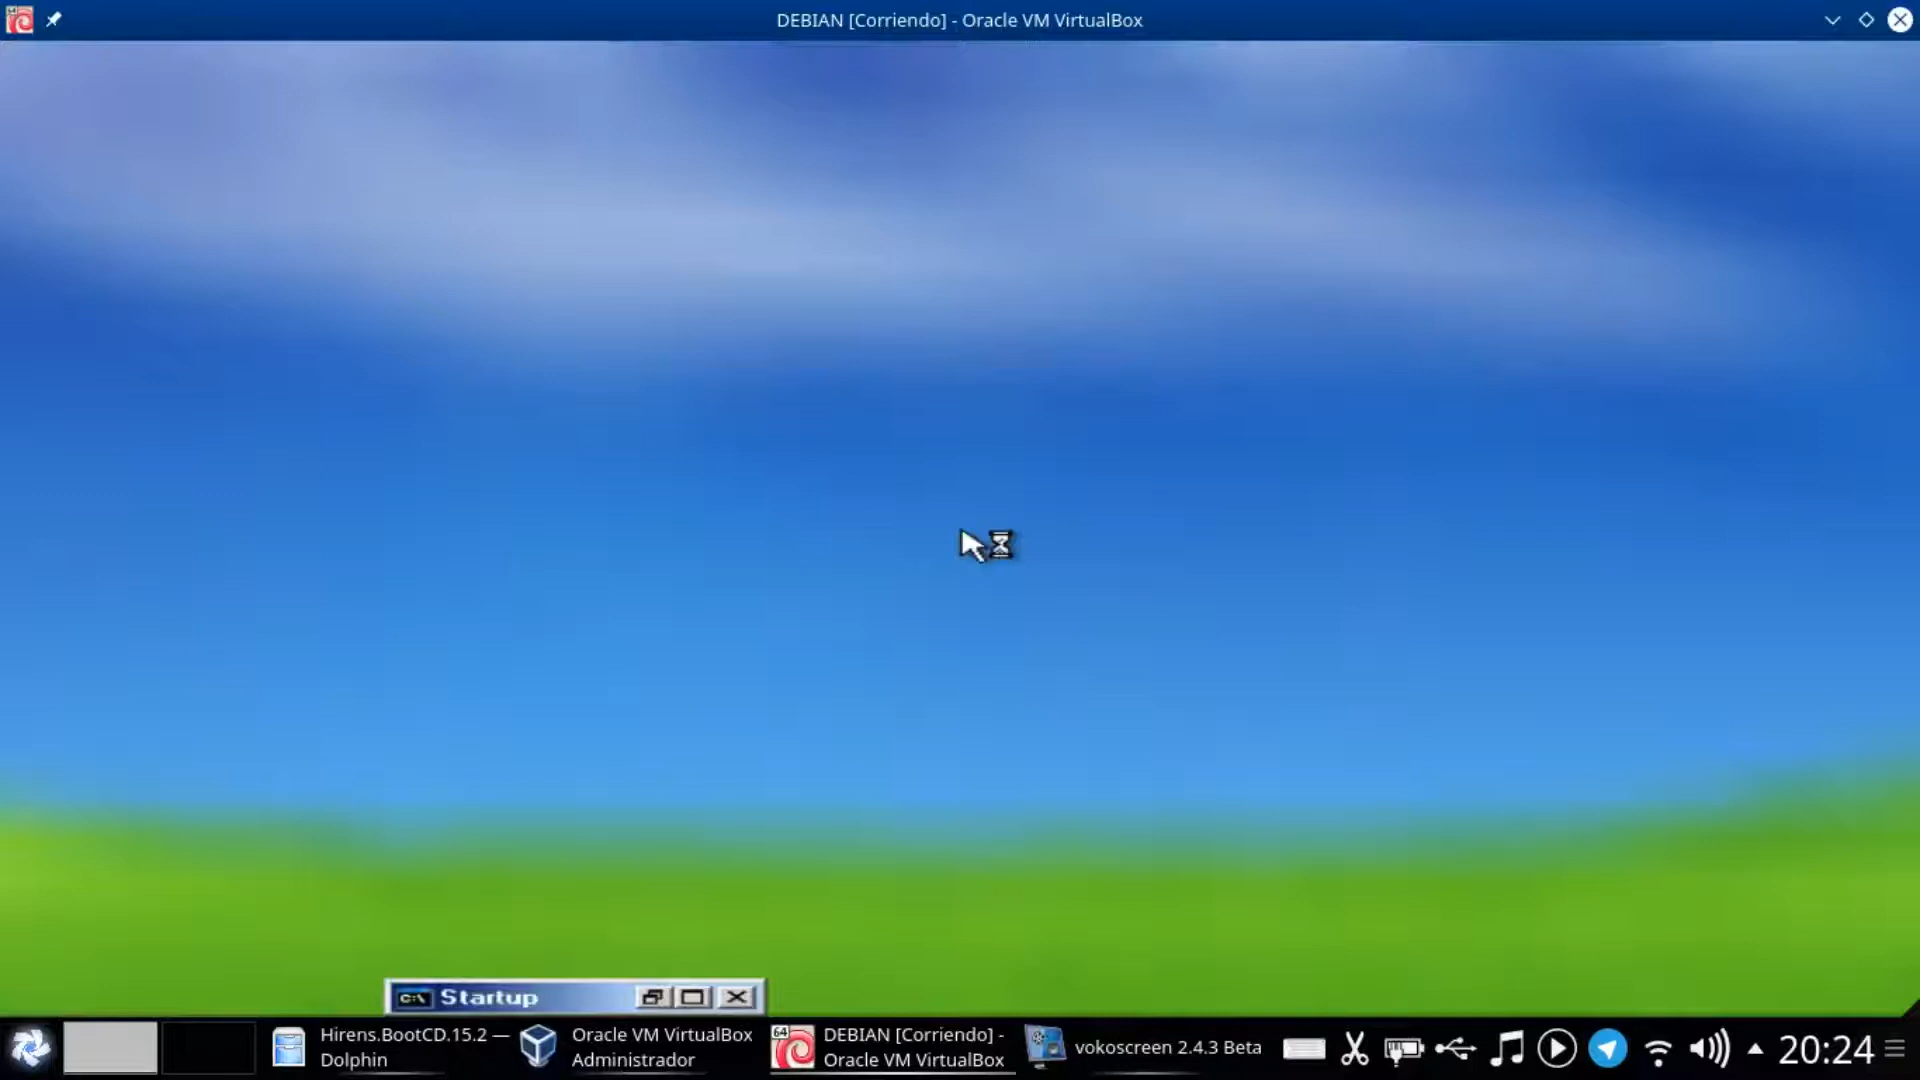 DEBIAN [Corriendo] - Oracle VM VirtualBox
C:\ Startup
Hirens.BootCD.15.2 —
Dolphin
Oracle VM VirtualBox
Administrador
64
DEBIAN [Corriendo] -
Oracle VM VirtualBox
vokoscreen 2.4.3 Beta
20:24